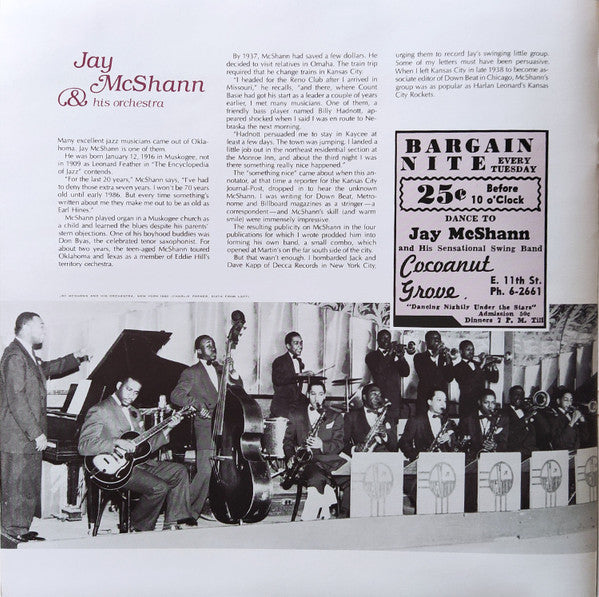 Jay
McShann
& his orchestra
Many excellent jazz musicians came out of Okla-
homa. Jay McShann is one of them.
He was born January 12, 1916 in Muskogee, not
in 1909 as Leonard Feather in "The Encyclopedia
of Jazz" contends.
"For the last 20 years," McShann says, "I've had
to deny those extra seven years. I won't be 70 years
old until early 1986. But every time something's
written about me they make me out to be as old as
Earl Hines."
McShann played organ in a Muskogee church as
a child and learned the blues despite his parents'
stern objections. One of his boyhood buddies was
Don Byas, the celebrated tenor saxophonist. For
about two years, the teen-aged McShann toured
Oklahoma and Texas as a member of Eddie Hill's
territory orchestra.
By 1937, McShann had saved a few dollars. He
decided to visit relatives in Omaha. The train trip
required that he change trains in Kansas City.
"I headed for the Reno Club after I arrived in
Missouri," he recalls, "and there, where Count
Basie had got his start as a leader a couple of years
earlier, I met many musicians. One of them, a
friendly bass player named Billy Hadnott, ap-
peared shocked when I said I was en route to Ne-
braska the next morning.
"Hadnott persuaded me to stay in Kaycee at
least a few days. The town was jumping. I landed a
little job out in the northeast residential section at
the Monroe Inn, and about the third night I was
there something really nice happened."
The "something nice" came about when this an-
notator, at that time a reporter for the Kansas City
Journal-Post, dropped in to hear the unknown
McShann. I was writing for Down Beat, Metro-
nome and Billboard magazines as a stringer—a
correspondent—and McShann's skill (and warm
smile) were immensely impressive.
The resulting publicity on McShann in the four
publications for which I wrote prodded him into
forming his own band, a small combo, which
opened at Martin's on the far south side of the city.
But that wasn't enough. I bombarded Jack and
Dave Kapp of Decca Records in New York City,
urging them to record Jay's swinging little group.
Some of my letters must have been persuasive.
When I left Kansas City in late 1938 to become as-
sociate editor of Down Beat in Chicago, McShann's
group was as popular as Harlan Leonard's Kansas
City Rockets.
BARGAIN
NITE EVERY
TUESDAY
25¢ Before
10 o'Clock
DANCE TO
Jay McShann
and His Sensational Swing Band
Cocoanut
Grove
E. 11th St.
Ph. 6-2661
"Dancing Nightly Under the Stars"
Admission 50c
Dinners 7 P. M. Till
JAY McSHANN AND HIS ORCHESTRA, NEW YORK 1942 (CHARLIE PARKER, SIXTH FROM LEFT)